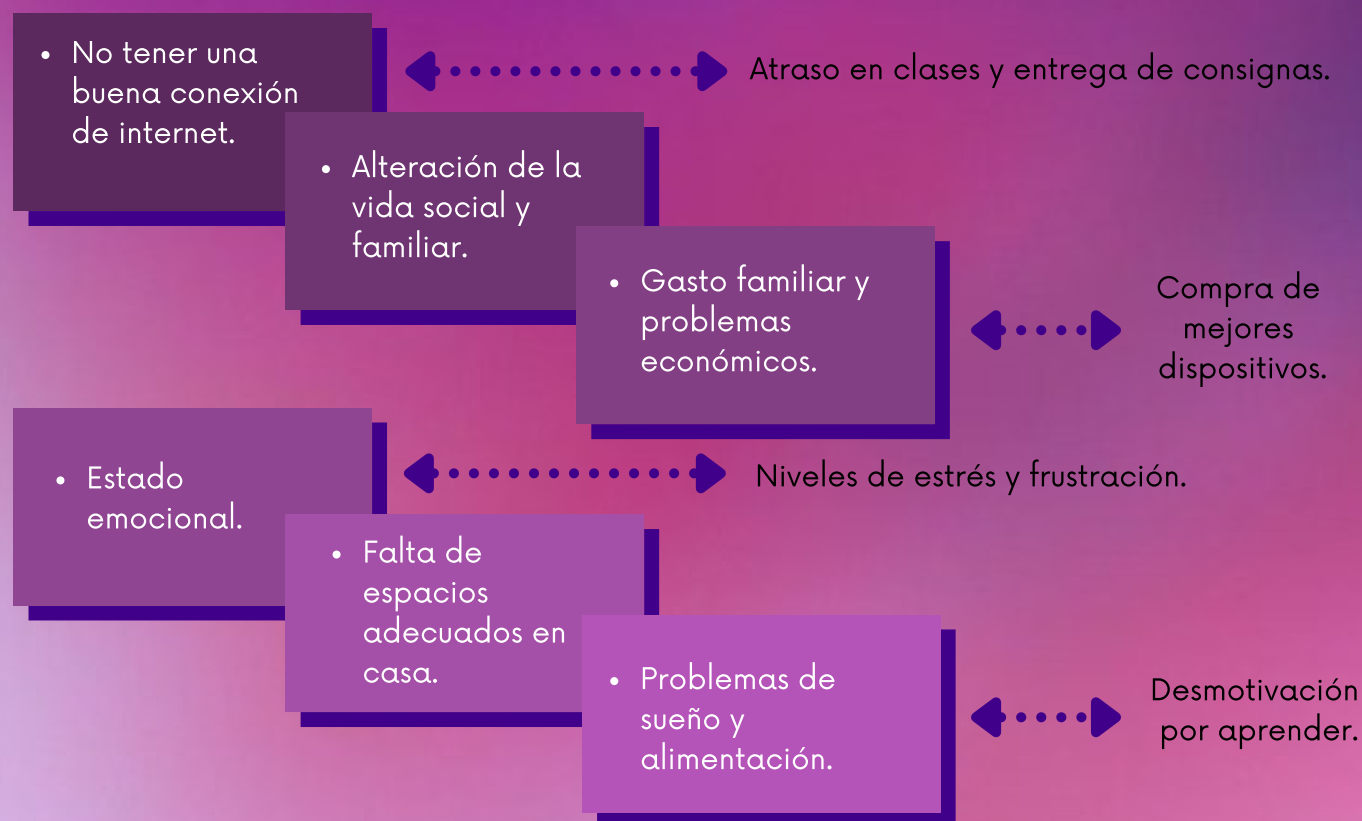 • No tener una
buena conexión
de internet.
Atraso en clases y entrega de consignas.
• Alteración de la
vida social y
familiar.
• Gasto familiar y
problemas
económicos.
Compra de
mejores
dispositivos.
• Estado
emocional.
Niveles de estrés y frustración.
• Falta de
espacios
adecuados en
casa.
• Problemas de
sueño y
alimentación.
Desmotivación
por aprender.